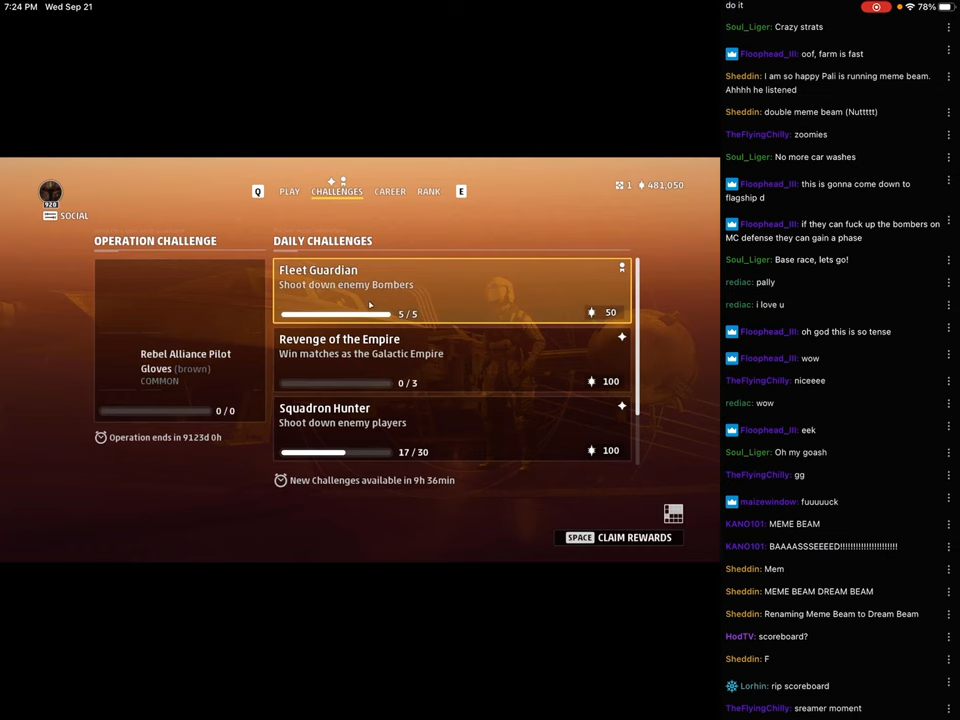 7:24 PM Wed Sep 21
78%
Q PLAY CHALLENGES CAREER RANK E
1 481,050
920
SOCIAL
OPERATION CHALLENGE
Rebel Alliance Pilot
Gloves (brown)
COMMON
0 / 0
Operation ends in 9123d 0h
DAILY CHALLENGES
Fleet Guardian
Shoot down enemy Bombers
5 / 5
50
Revenge of the Empire
Win matches as the Galactic Empire
0 / 3
100
Squadron Hunter
Shoot down enemy players
17 / 30
100
New Challenges available in 9h 36min
SPACE CLAIM REWARDS
do it
Soul_Liger: Crazy strats
Floophead_III: oof, farm is fast
Sheddin: I am so happy Pali is running meme beam.
Ahhhh he listened
Sheddin: double meme beam (Nuttttt)
TheFlyingChilly: zoomies
Soul_Liger: No more car washes
Floophead_III: this is gonna come down to
flagship d
Floophead_III: if they can fuck up the bombers on
MC defense they can gain a phase
Soul_Liger: Base race, lets go!
rediac: pally
rediac: i love u
Floophead_III: oh god this is so tense
Floophead_III: wow
TheFlyingChilly: niceeee
rediac: wow
Floophead_III: eek
Soul_Liger: Oh my goash
TheFlyingChilly: gg
maizewindow: fuuuuuck
KANO101: MEME BEAM
KANO101: BAAAASSSEEEED!!!!!!!!!!!!!!!!!!!!!!
Sheddin: Mem
Sheddin: MEME BEAM DREAM BEAM
Sheddin: Renaming Meme Beam to Dream Beam
HodTV: scoreboard?
Sheddin: F
Lorhin: rip scoreboard
TheFlyingChilly: sreamer moment